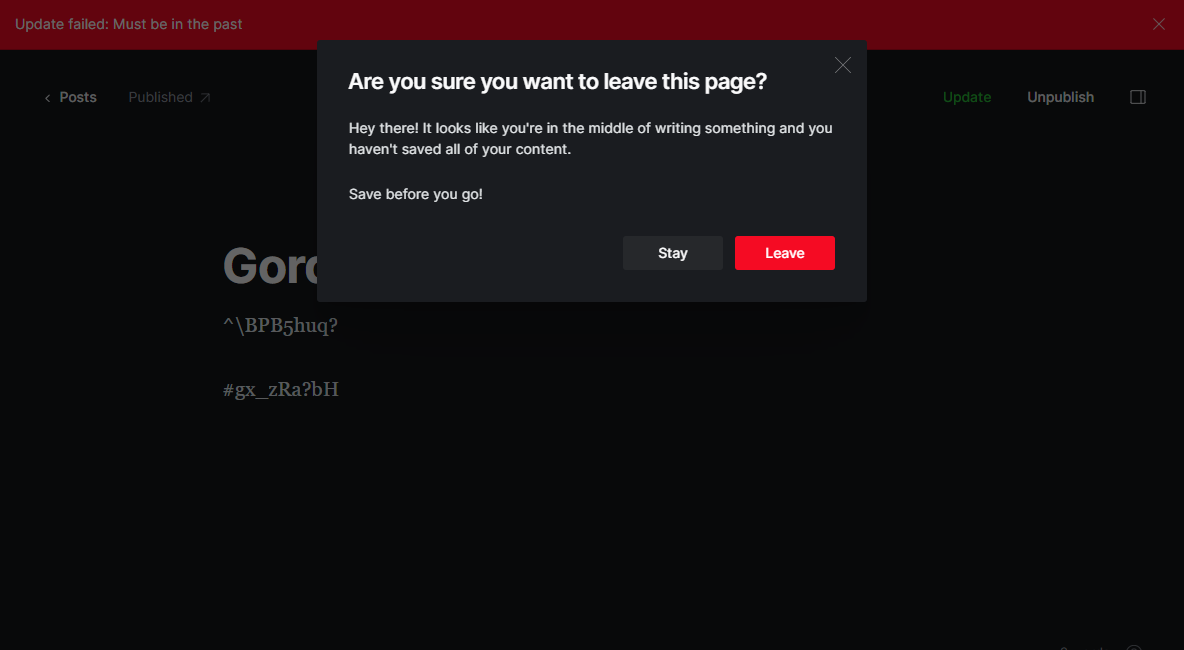 Update failed: Must be in the past
Are you sure you want to leave this page?
‹ Posts
Published
Update
Unpublish
Hey there! It looks like you're in the middle of writing something and you
haven't saved all of your content.
Save before you go!
Stay
Leave
^\BPB5huq?
#gx_zRa?bH